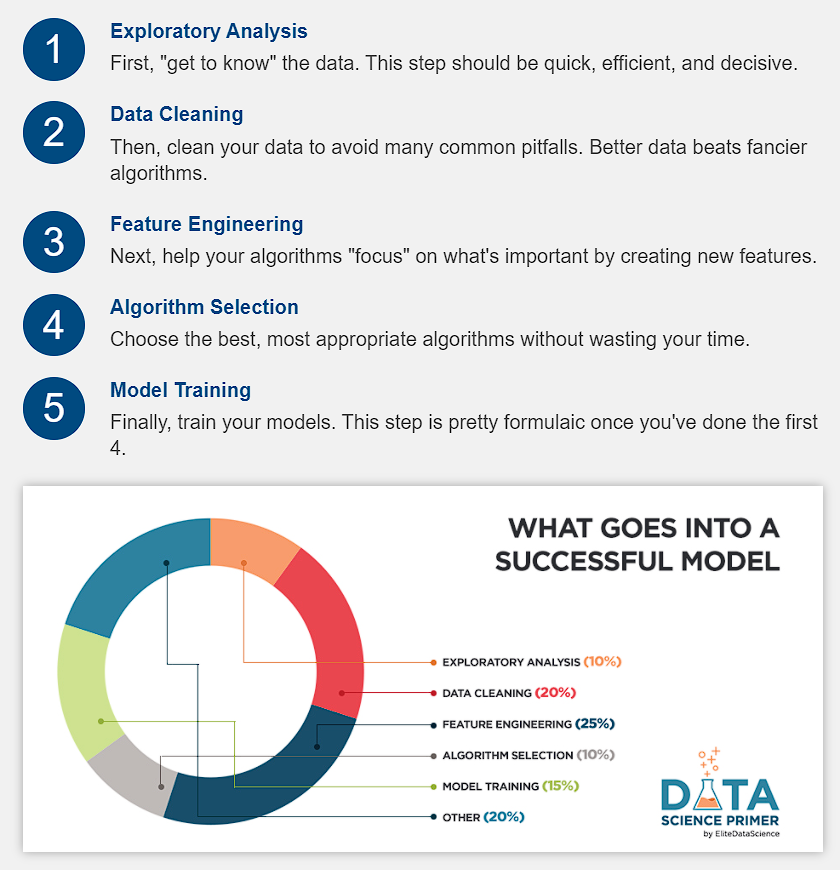 1
Exploratory Analysis
First, "get to know" the data. This step should be quick, efficient, and decisive.
2
Data Cleaning
Then, clean your data to avoid many common pitfalls. Better data beats fancier
algorithms.
3
Feature Engineering
Next, help your algorithms "focus" on what's important by creating new features.
4
Algorithm Selection
Choose the best, most appropriate algorithms without wasting your time.
5
Model Training
Finally, train your models. This step is pretty formulaic once you've done the first
4.
WHAT GOES INTO A
SUCCESSFUL MODEL
EXPLORATORY ANALYSIS (10%)
DATA CLEANING (20%)
FEATURE ENGINEERING (25%)
ALGORITHM SELECTION (10%)
MODEL TRAINING (15%)
OTHER (20%)
DATA
SCIENCE PRIMER
by EliteDataScience